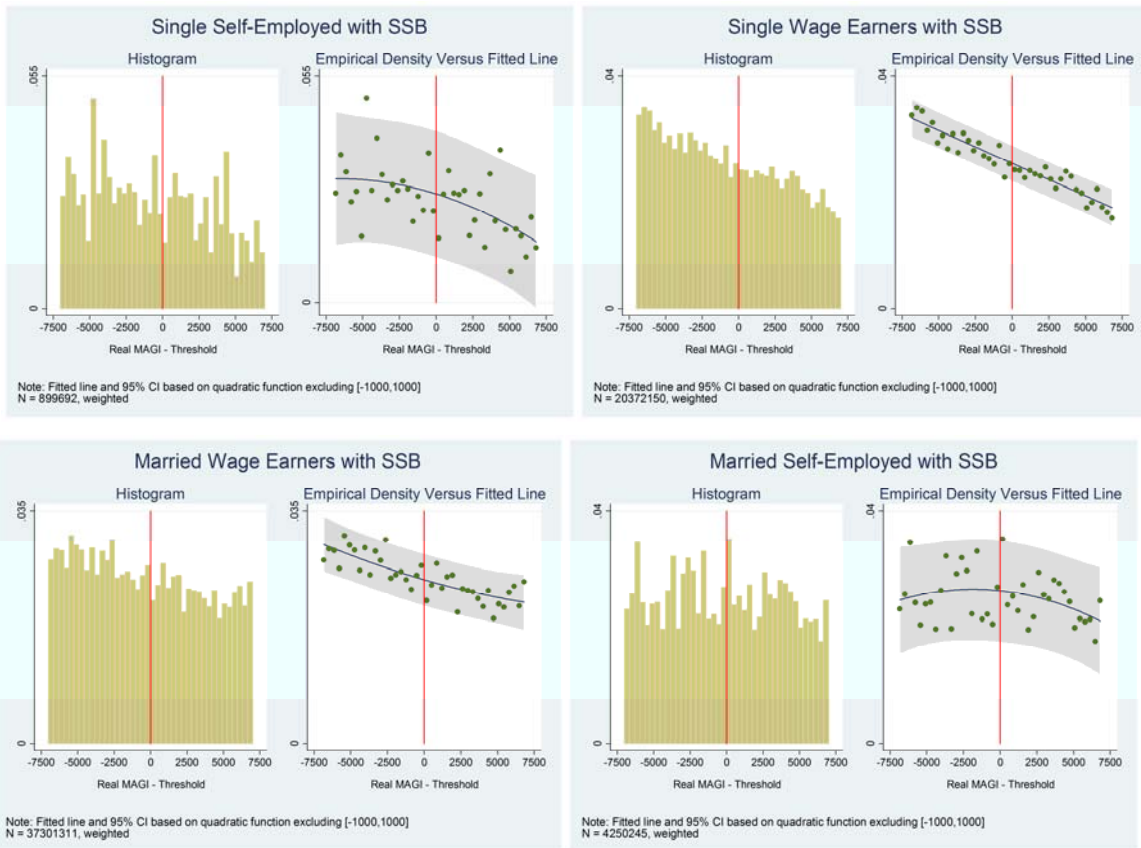 Single Self-Employed with SSB
Histogram
.055
0
-7500 -5000 -2500 0 2500 5000 7500
Real MAGI - Threshold
Empirical Density Versus Fitted Line
.055
0
-7500 -5000 -2500 0 2500 5000 7500
Real MAGI - Threshold
Note: Fitted line and 95% CI based on quadratic function excluding [-1000,1000]
N = 899692, weighted
Single Wage Earners with SSB
Histogram
.04
0
-7500 -5000 -2500 0 2500 5000 7500
Real MAGI - Threshold
Empirical Density Versus Fitted Line
.04
0
-7500 -5000 -2500 0 2500 5000 7500
Real MAGI - Threshold
Note: Fitted line and 95% CI based on quadratic function excluding [-1000,1000]
N = 20372150, weighted
Married Wage Earners with SSB
Histogram
.035
0
-7500 -5000 -2500 0 2500 5000 7500
Real MAGI - Threshold
Empirical Density Versus Fitted Line
.035
0
-7500 -5000 -2500 0 2500 5000 7500
Real MAGI - Threshold
Note: Fitted line and 95% CI based on quadratic function excluding [-1000,1000]
N = 37301311, weighted
Married Self-Employed with SSB
Histogram
.04
0
-7500 -5000 -2500 0 2500 5000 7500
Real MAGI - Threshold
Empirical Density Versus Fitted Line
.04
0
-7500 -5000 -2500 0 2500 5000 7500
Real MAGI - Threshold
Note: Fitted line and 95% CI based on quadratic function excluding [-1000,1000]
N = 4250245, weighted